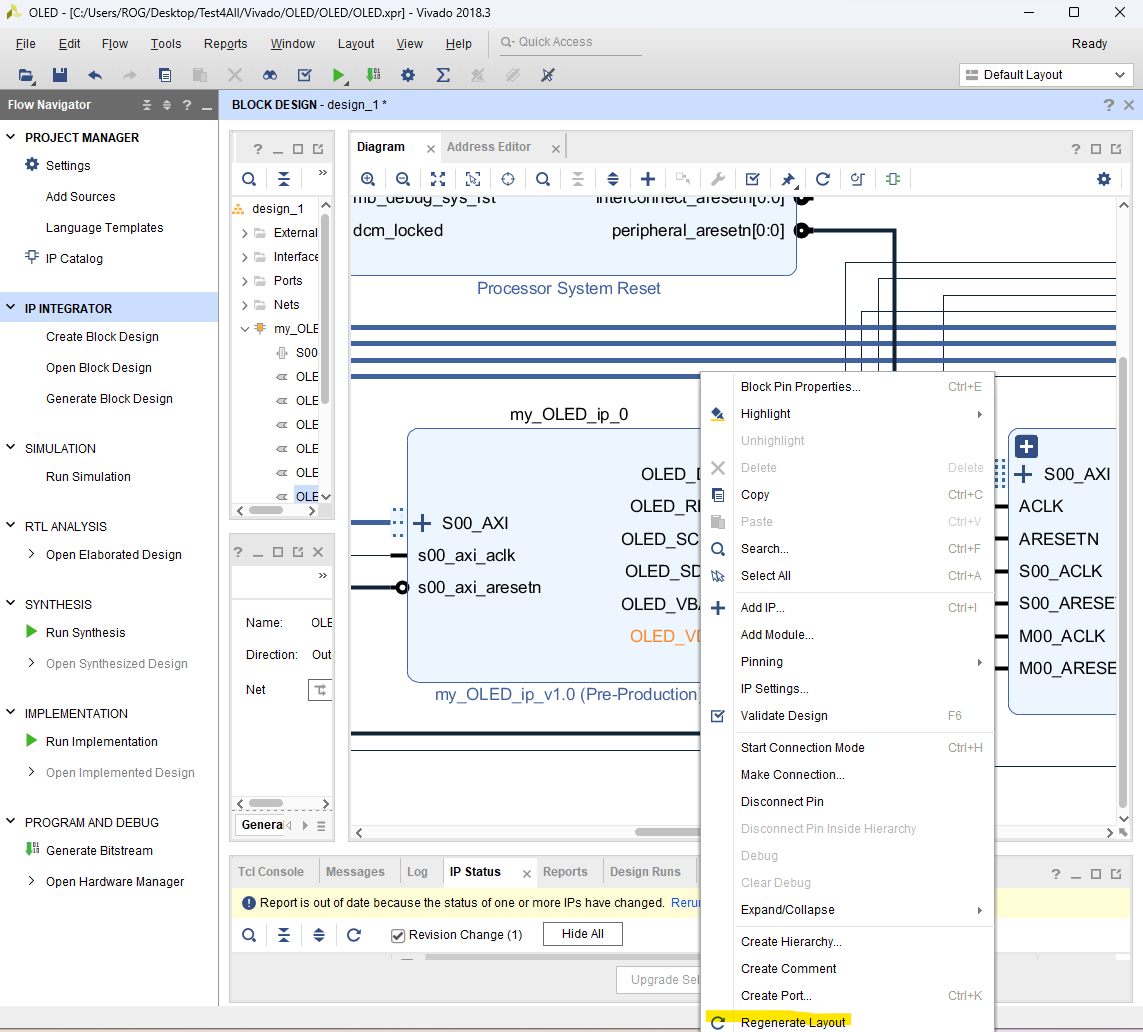 OLED - [C:/Users/ROG/Desktop/Test4All/Vivado/OLED/OLED/OLED.xpr] - Vivado 2018.3
File Edit Flow Tools Reports Window Layout View Help
Quick Access
Ready
Default Layout
Flow Navigator
PROJECT MANAGER
Settings
Add Sources
Language Templates
IP Catalog
IP INTEGRATOR
Create Block Design
Open Block Design
Generate Block Design
SIMULATION
Run Simulation
RTL ANALYSIS
Open Elaborated Design
SYNTHESIS
Run Synthesis
Open Synthesized Design
IMPLEMENTATION
Run Implementation
Open Implemented Design
PROGRAM AND DEBUG
Generate Bitstream
Open Hardware Manager
BLOCK DESIGN - design_1 *
design_1
External
Interface
Ports
Nets
my_OLE
S00
OLE
OLE
OLE
OLE
OLE
OLE
Name: OLE
Direction: Out
Net
General
Diagram
Address Editor
mb_debug_sys_rst
interconnect_aresetn[0:0]
dcm_locked
peripheral_aresetn[0:0]
Processor System Reset
my_OLED_ip_0
OLED_D
OLED_RE
OLED_SC
OLED_SD
OLED_VBA
OLED_VD
S00_AXI
s00_axi_aclk
s00_axi_aresetn
my_OLED_ip_v1.0 (Pre-Production)
S00_AXI
ACLK
ARESETN
S00_ACLK
S00_ARESE
M00_ACLK
M00_ARESE
Block Pin Properties... Ctrl+E
Highlight
Unhighlight
Delete Delete
Copy Ctrl+C
Paste Ctrl+V
Search... Ctrl+F
Select All Ctrl+A
Add IP... Ctrl+I
Add Module...
Pinning
IP Settings...
Validate Design F6
Start Connection Mode Ctrl+H
Make Connection...
Disconnect Pin
Disconnect Pin Inside Hierarchy
Debug
Clear Debug
Expand/Collapse
Create Hierarchy...
Create Comment
Create Port... Ctrl+K
Regenerate Layout
Tcl Console
Messages
Log
IP Status
Reports
Design Runs
Report is out of date because the status of one or more IPs have changed. Rerun
Revision Change (1)
Hide All
Upgrade Sel